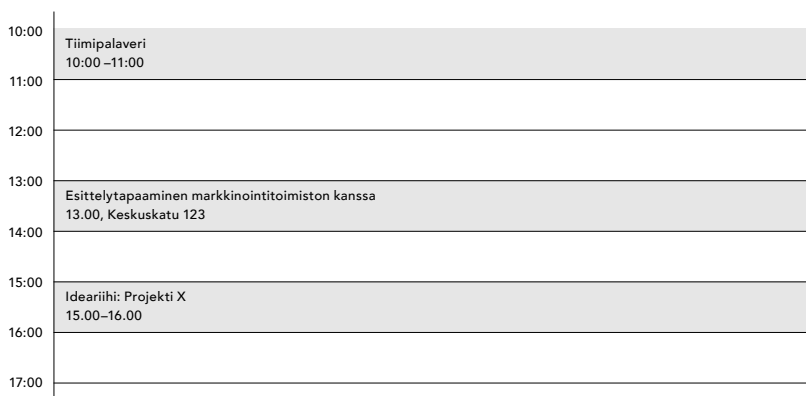 10:00
Tiimipalaveri
10:00 –11:00
11:00
12:00
13:00
Esittelytapaaminen markkinointitoimiston kanssa
13.00, Keskuskatu 123
14:00
15:00
Ideariihi: Projekti X
15.00–16.00
16:00
17:00